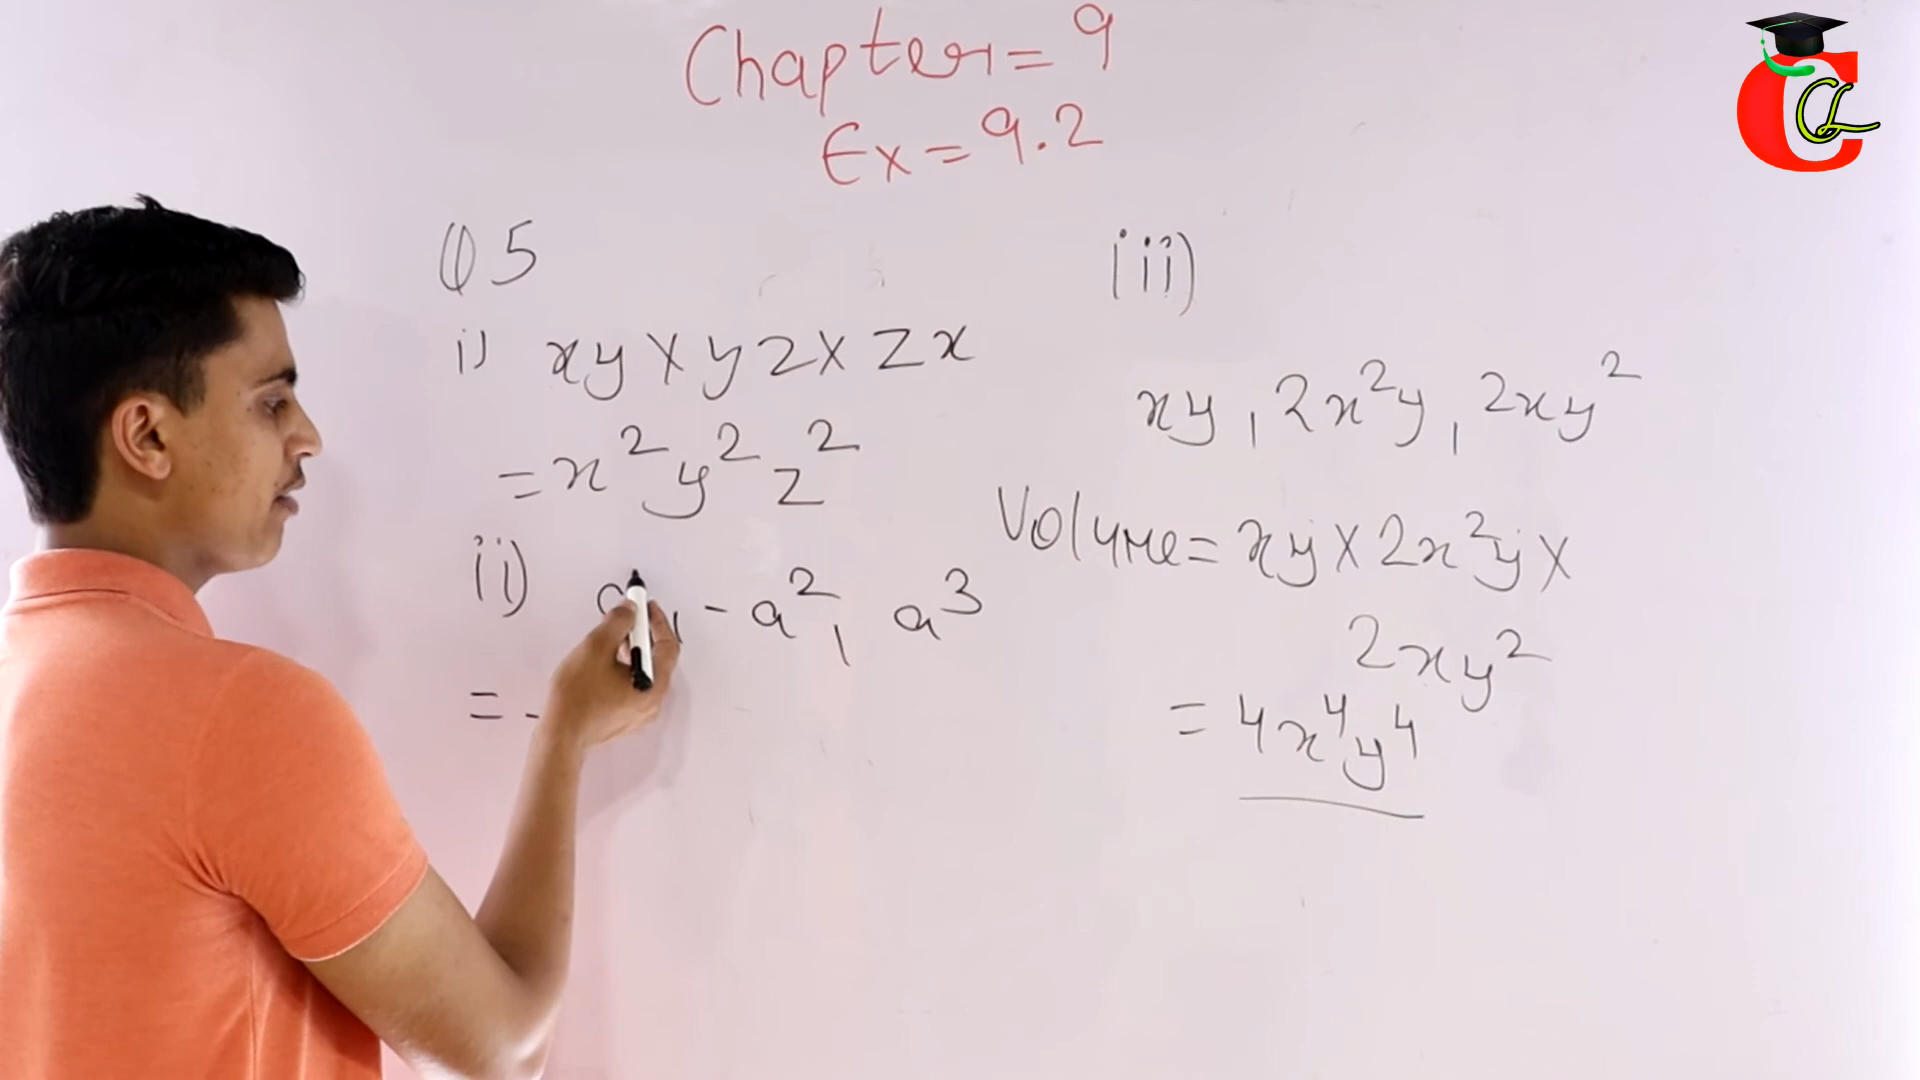 Chapter = 9
Ex = 9.2
Q5
i) xy x yz x zx
= x²y²z²
ii) a, - a², a³
= -
iii)
xy, 2x²y, 2xy²
Volume = xy x 2x²y x
2xy²
= 4x⁴y⁴
CL